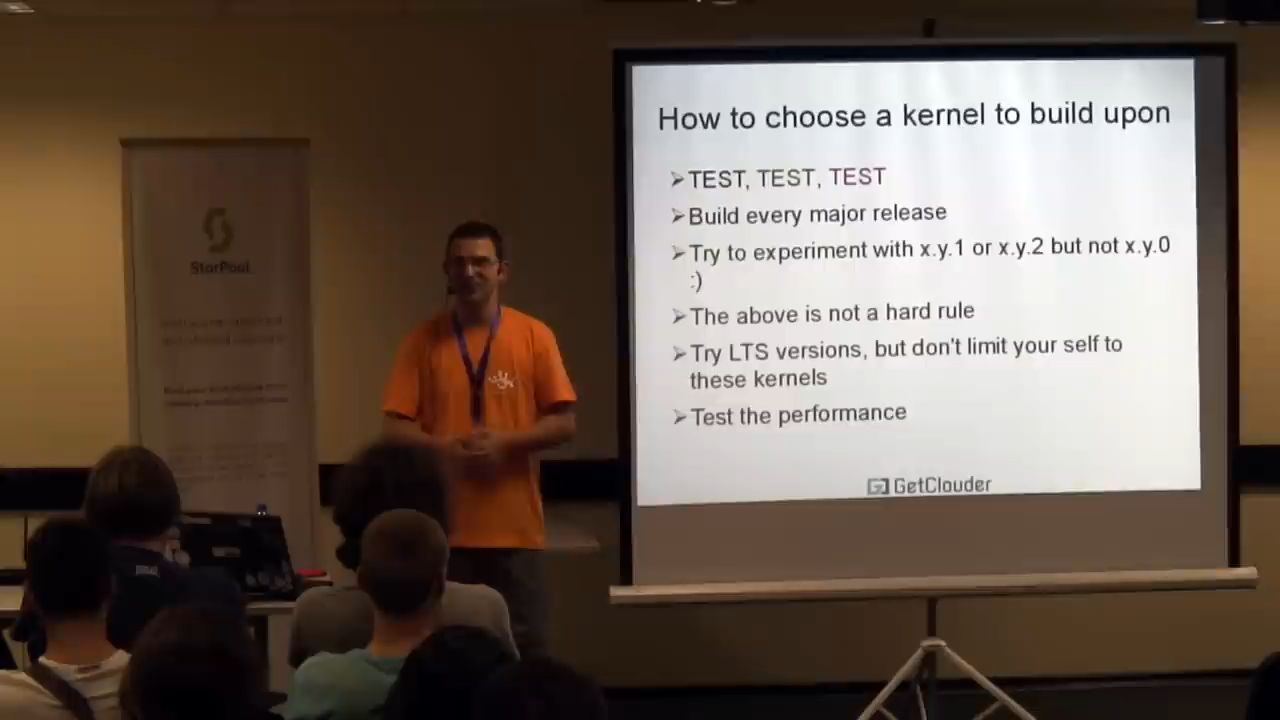 StorPool
How to choose a kernel to build upon
➢TEST, TEST, TEST
➢Build every major release
➢Try to experiment with x.y.1 or x.y.2 but not x.y.0
:)
➢The above is not a hard rule
➢Try LTS versions, but don't limit your self to
these kernels
➢Test the performance
GetClouder